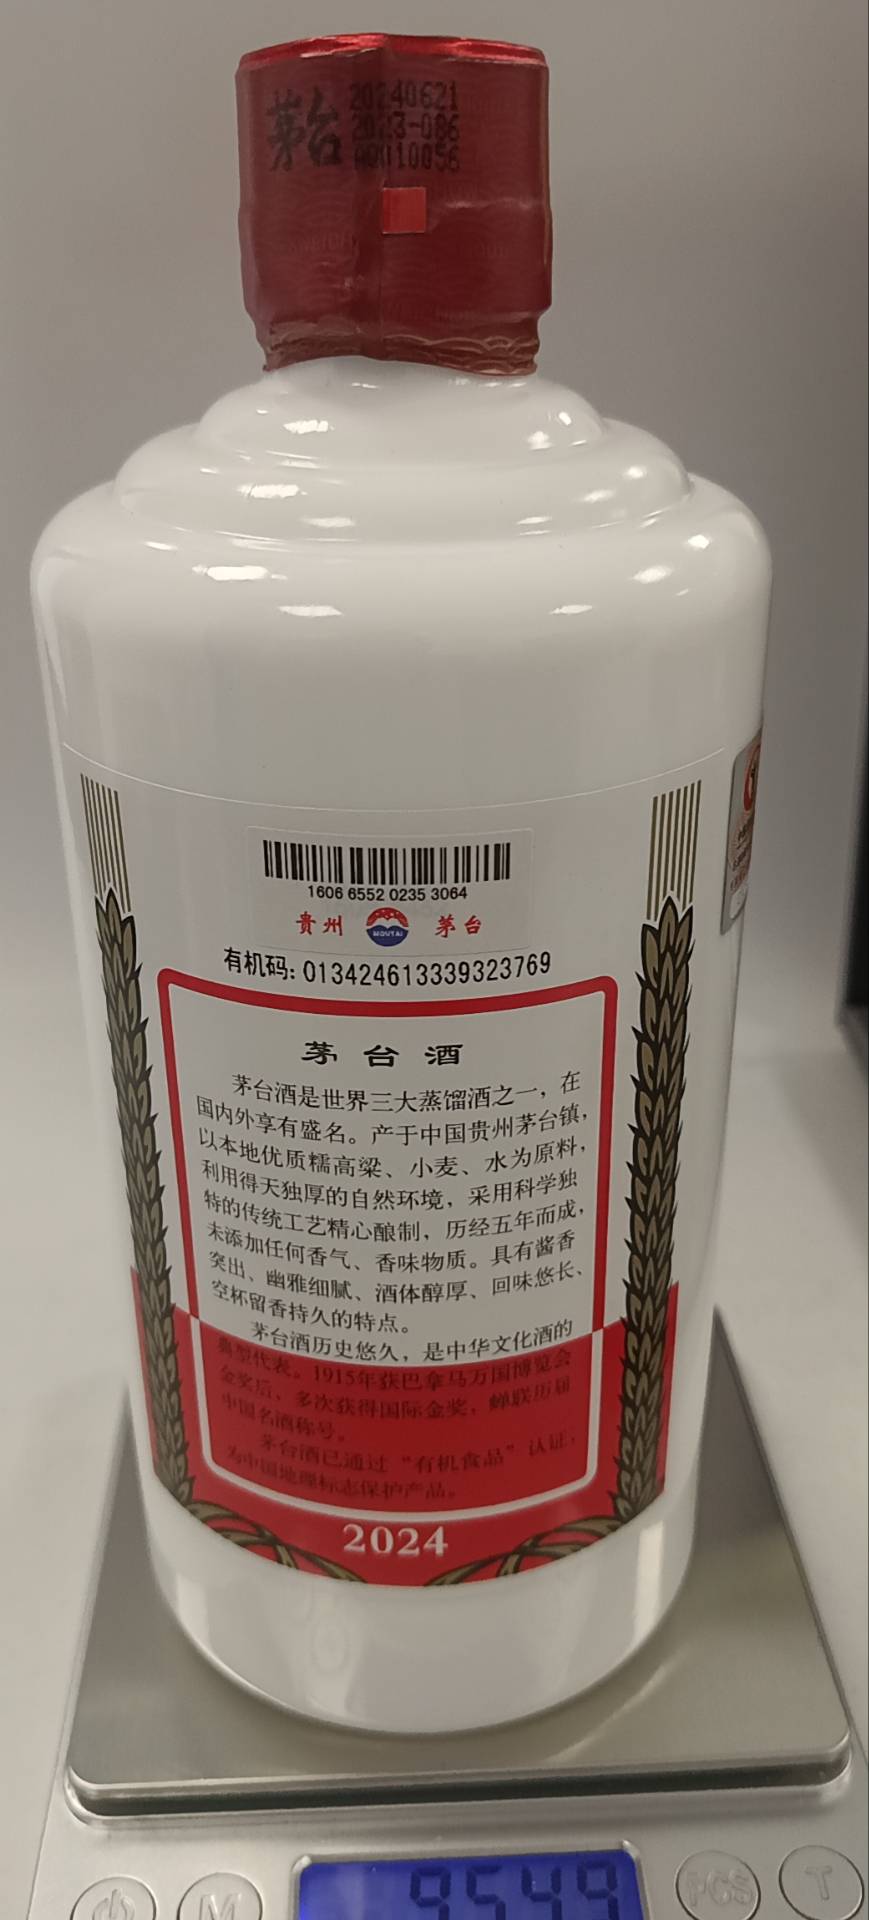 茅台
20240621
2023-086
A0010056
1606 6552 0235 3064
贵州 MOUTAI 茅台
有机码: 013424613339323769
茅台酒
茅台酒是世界三大蒸馏酒之一，在
国内外享有盛名。产于中国贵州茅台镇，
以本地优质糯高粱、小麦、水为原料，
利用得天独厚的自然环境，采用科学独
特的传统工艺精心酿制，历经五年而成，
未添加任何香气、香味物质。具有酱香
突出、幽雅细腻、酒体醇厚、回味悠长、
空杯留香持久的特点。
茅台酒历史悠久，是中华文化酒的
典型代表。1915年获巴拿马万国博览会
金奖后，多次获得国际金奖，蝉联历届
中国名酒称号。
茅台酒已通过“有机食品”认证，
为中国地理标志保护产品。
2024
M
9549
PCS
T